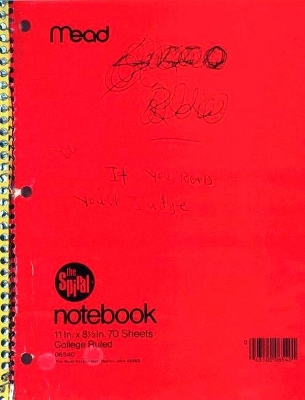 Mead
If You Read
You'll Judge
the Spiral
notebook
11 In. x 8½ In. 70 Sheets
College Ruled
06540